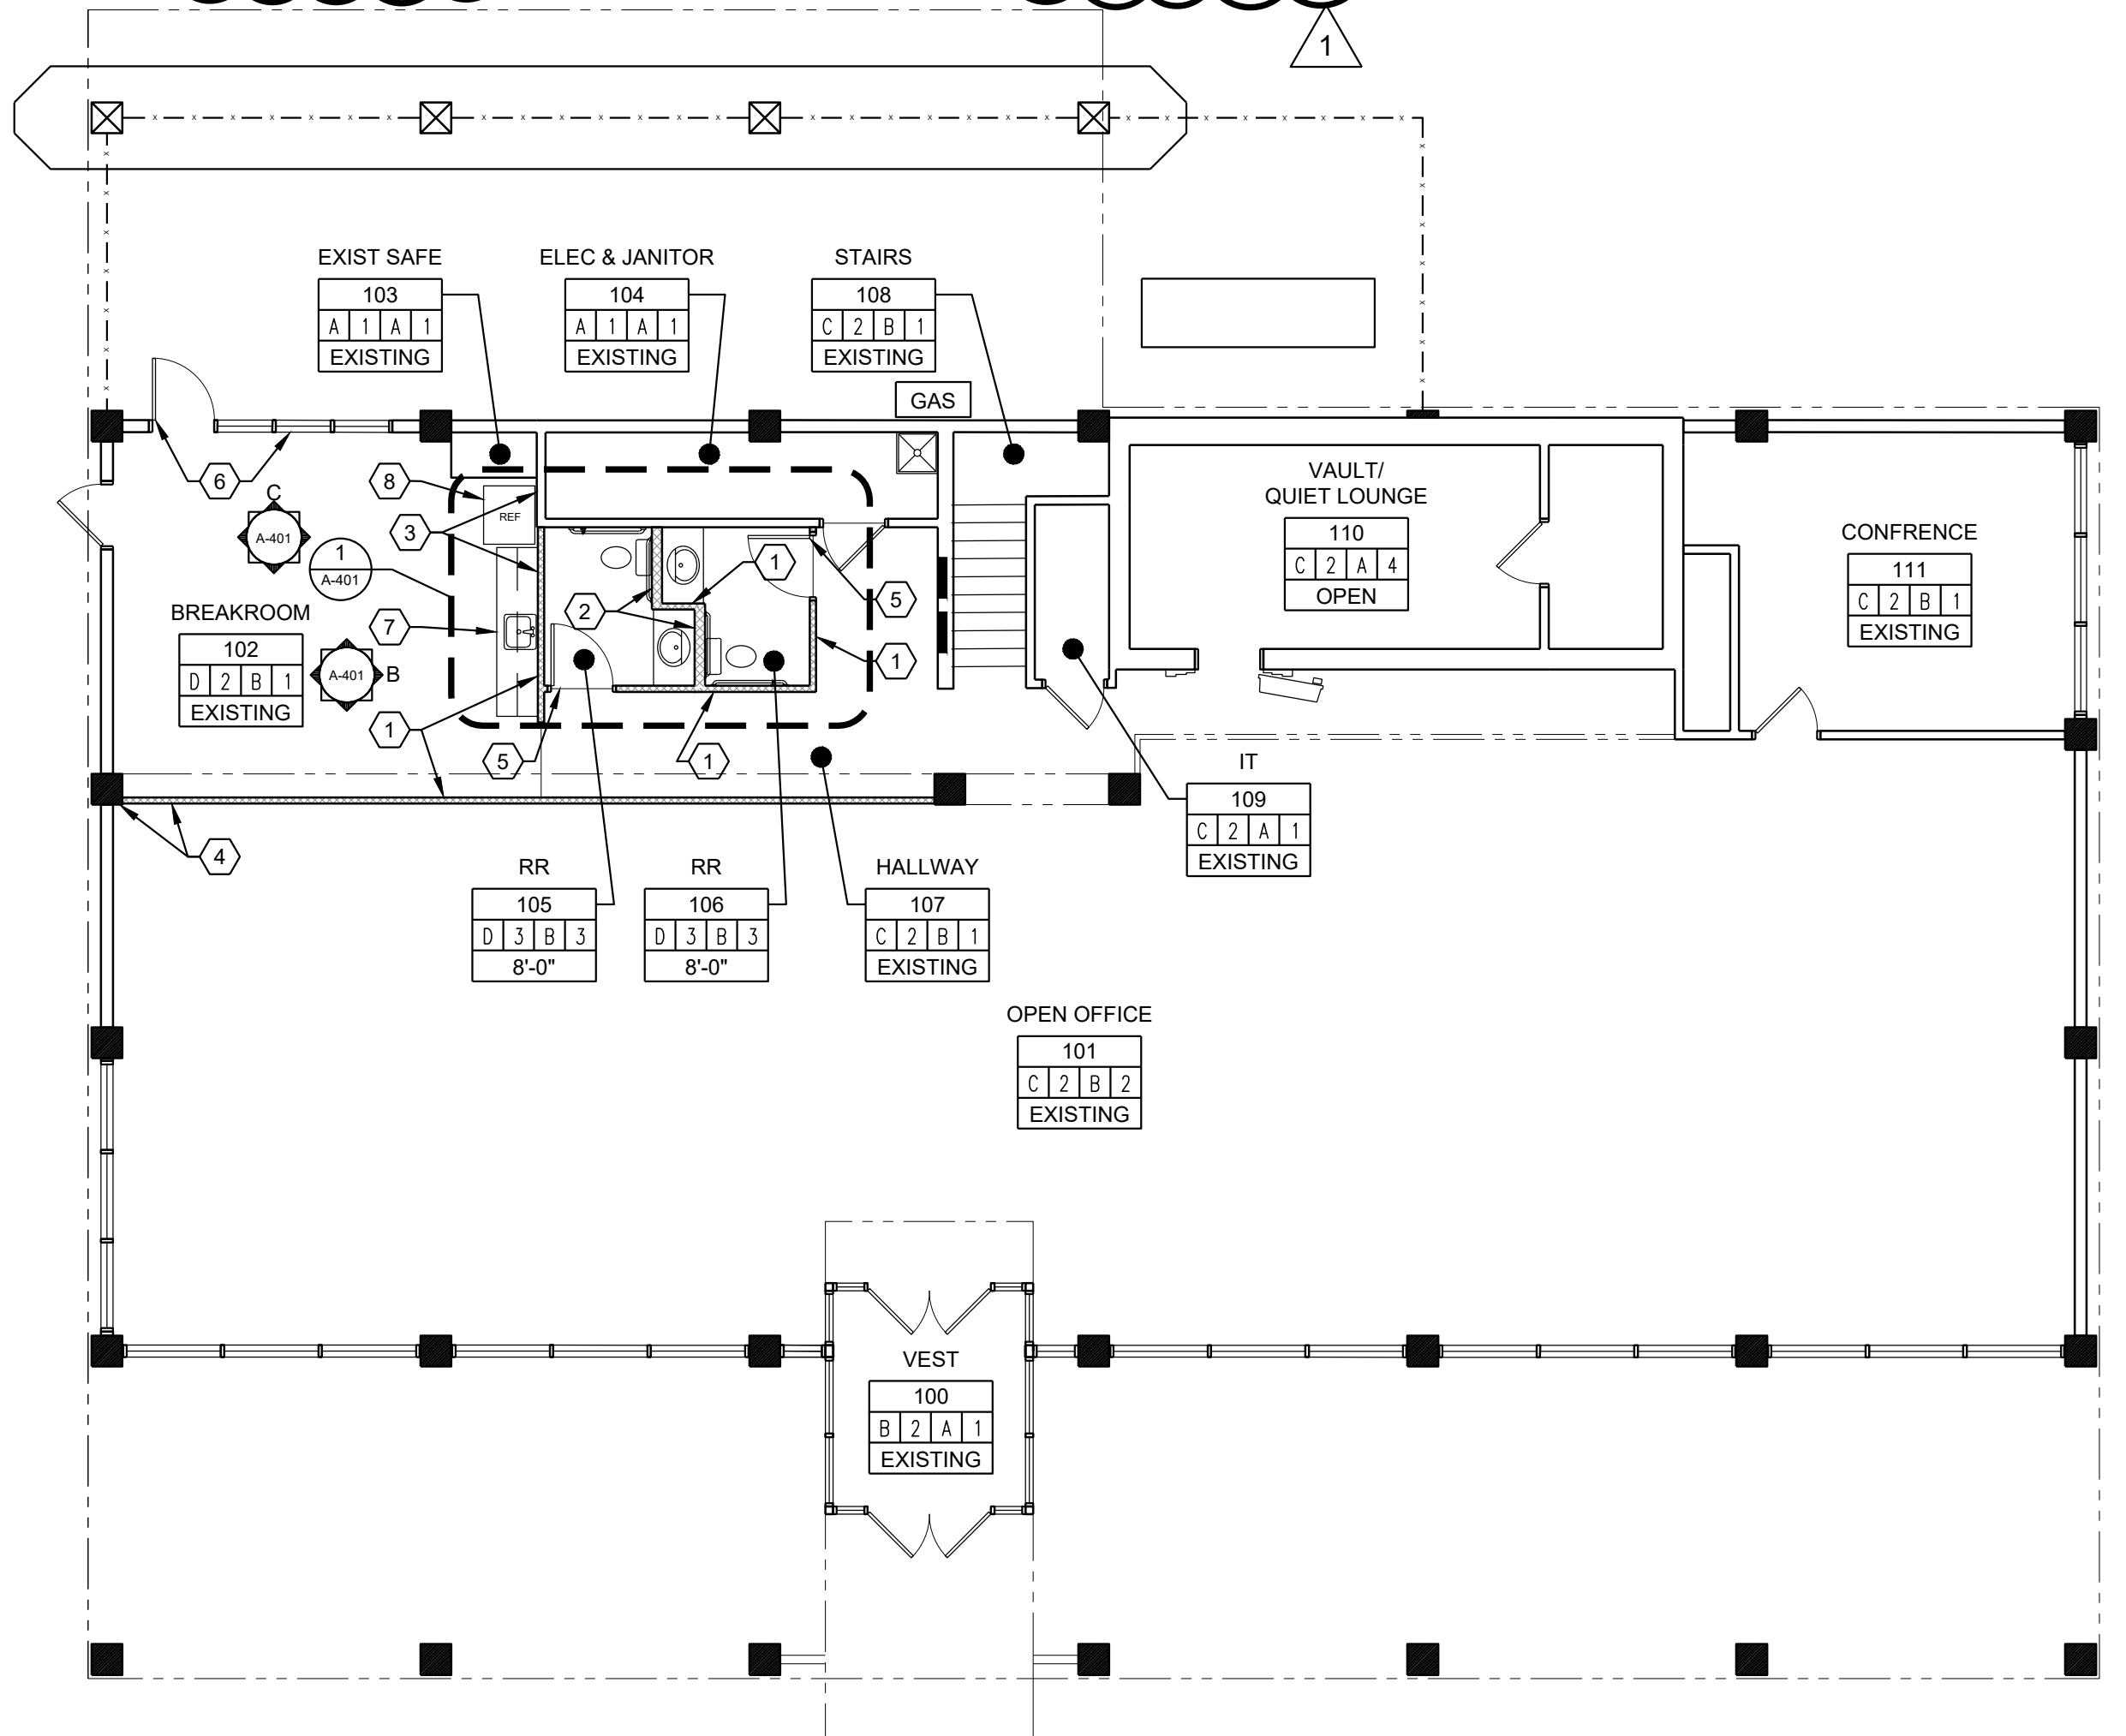 1
EXIST SAFE
103
A 1 A 1
EXISTING
ELEC & JANITOR
104
A 1 A 1
EXISTING
STAIRS
108
C 2 B 1
EXISTING
GAS
6
C
A-401
8
REF
3
1
A-401
7
BREAKROOM
102
D 2 B 1
EXISTING
A-401
B
1
2
1
5
1
5
1
4
VAULT/
QUIET LOUNGE
110
C 2 A 4
OPEN
CONFRENCE
111
C 2 B 1
EXISTING
IT
109
C 2 A 1
EXISTING
RR
105
D 3 B 3
8'-0"
RR
106
D 3 B 3
8'-0"
HALLWAY
107
C 2 B 1
EXISTING
OPEN OFFICE
101
C 2 B 2
EXISTING
VEST
100
B 2 A 1
EXISTING